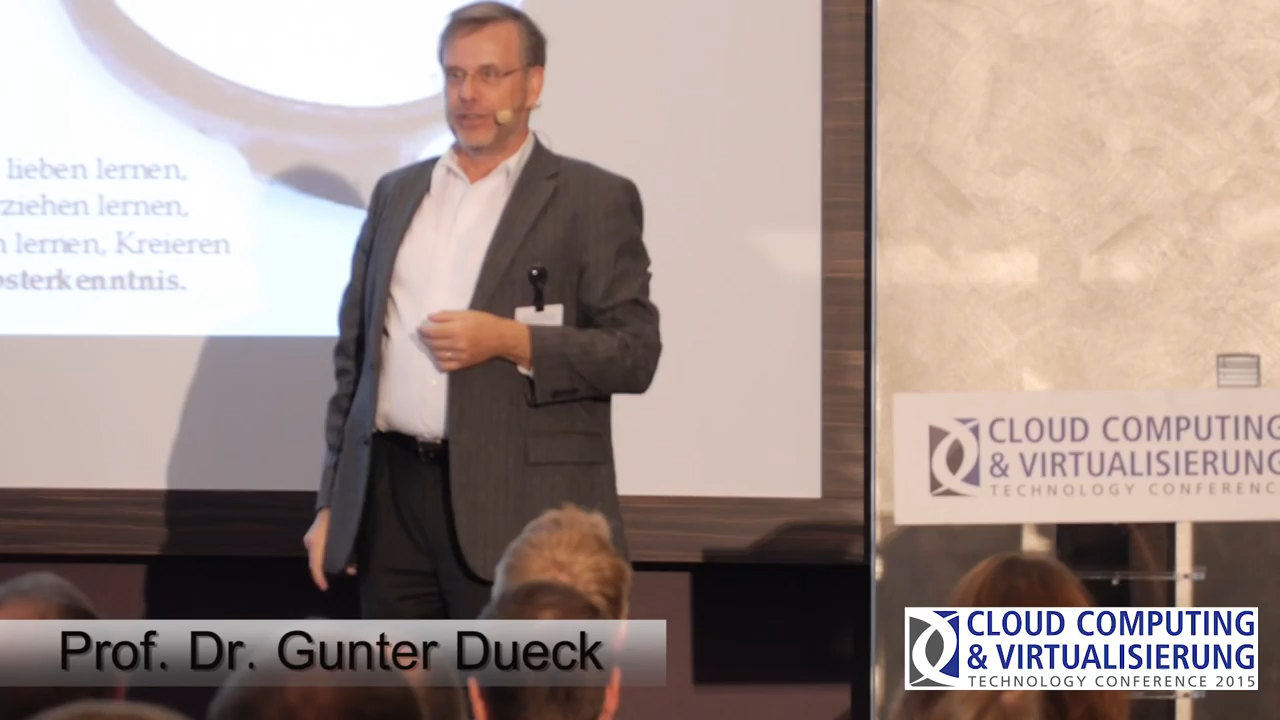 lieben lernen,
ziehen lernen,
lernen, Kreieren
sterkenntnis.
CLOUD COMPUTING
& VIRTUALISIERUNG
TECHNOLOGY CONFERENC
Prof. Dr. Gunter Dueck
CLOUD COMPUTING
& VIRTUALISIERUNG
TECHNOLOGY CONFERENCE 2015